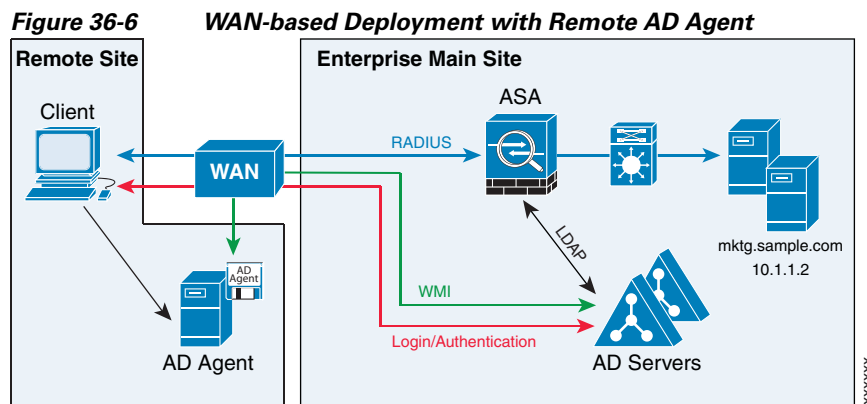 Figure 36-6 WAN-based Deployment with Remote AD Agent
Remote Site
Enterprise Main Site
Client
ASA
RADIUS
WAN
mktg.sample.com
10.1.1.2
LDAP
AD
Agent
WMI
Login/Authentication
AD Agent
AD Servers